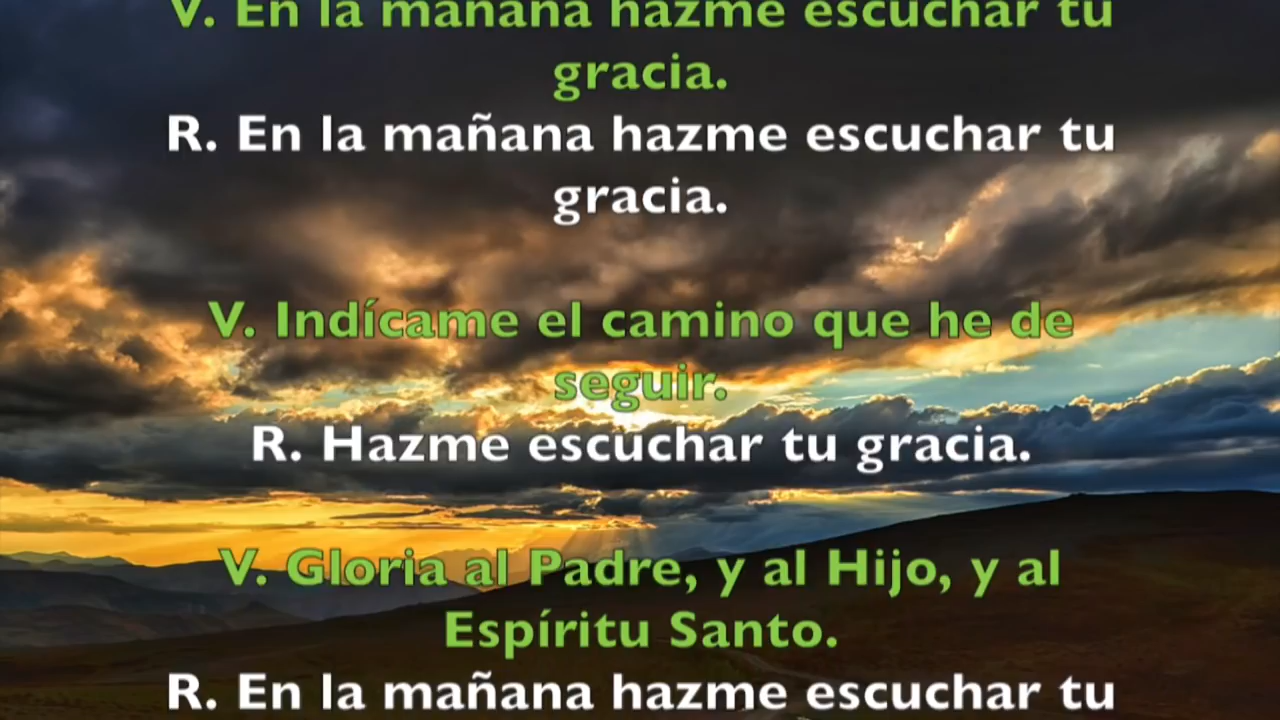 V. En la mañana hazme escuchar tu
gracia.
R. En la mañana hazme escuchar tu
gracia.
V. Indícame el camino que he de
seguir.
R. Hazme escuchar tu gracia.
V. Gloria al Padre, y al Hijo, y al
Espíritu Santo.
R. En la mañana hazme escuchar tu